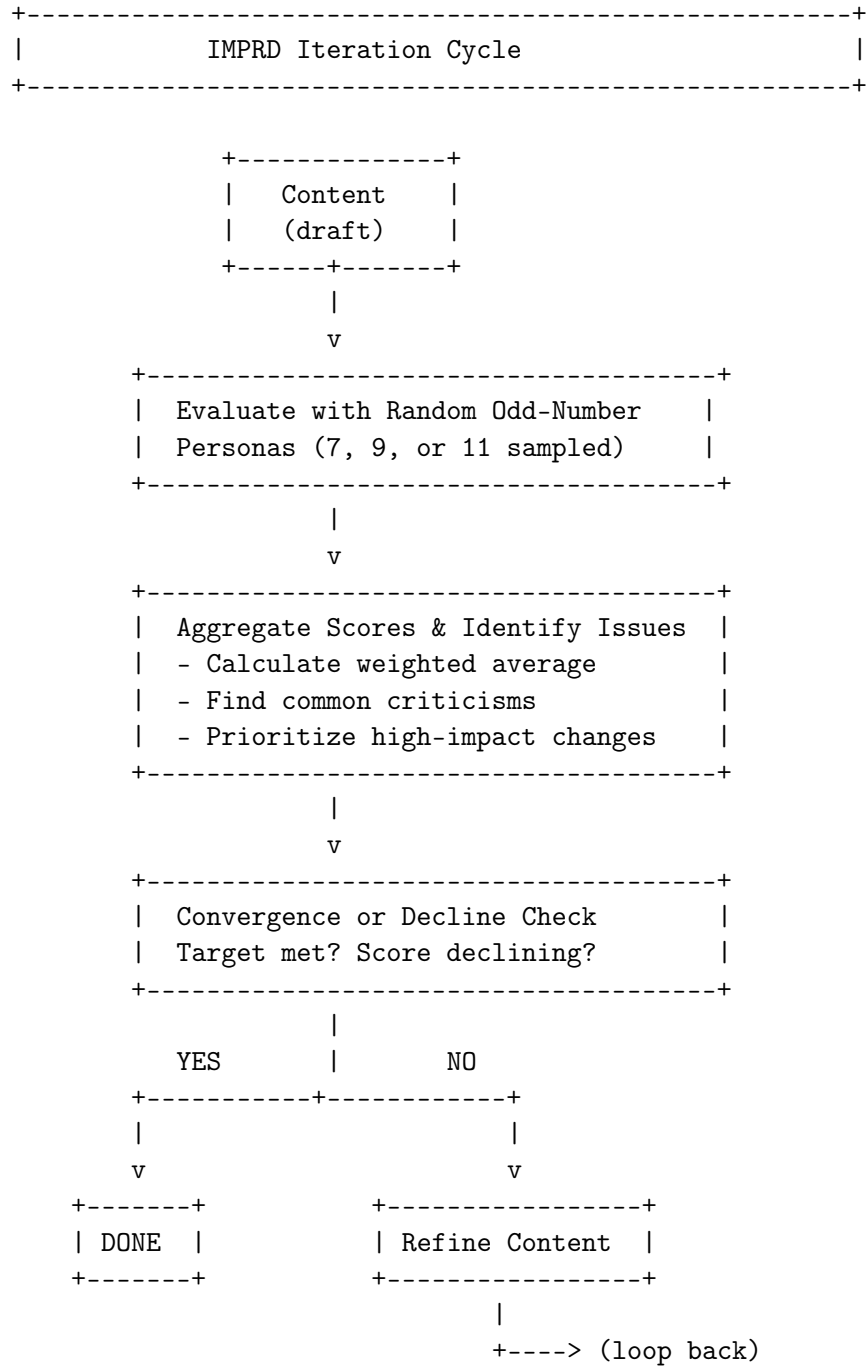 IMPRD Iteration Cycle
Content
(draft)
v
Evaluate with Random Odd-Number
Personas (7, 9, or 11 sampled)
v
Aggregate Scores & Identify Issues
- Calculate weighted average
- Find common criticisms
- Prioritize high-impact changes
v
Convergence or Decline Check
Target met? Score declining?
YES NO
v v
DONE Refine Content
(loop back)